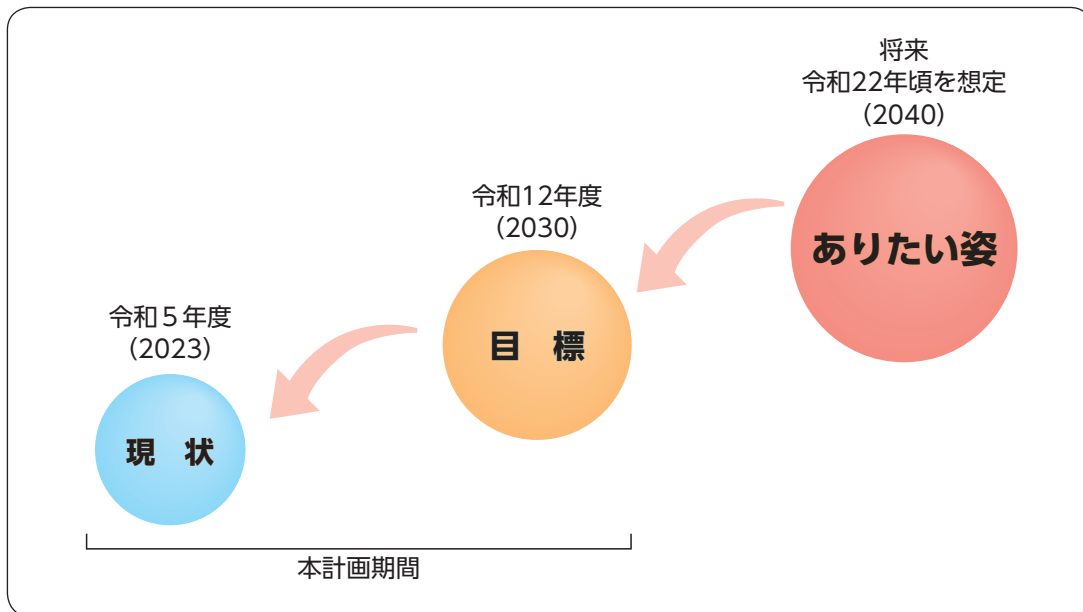 将来
令和22年頃を想定
(2040)
ありたい姿
令和12年度
(2030)
目 標
令和5年度
(2023)
現 状
本計画期間